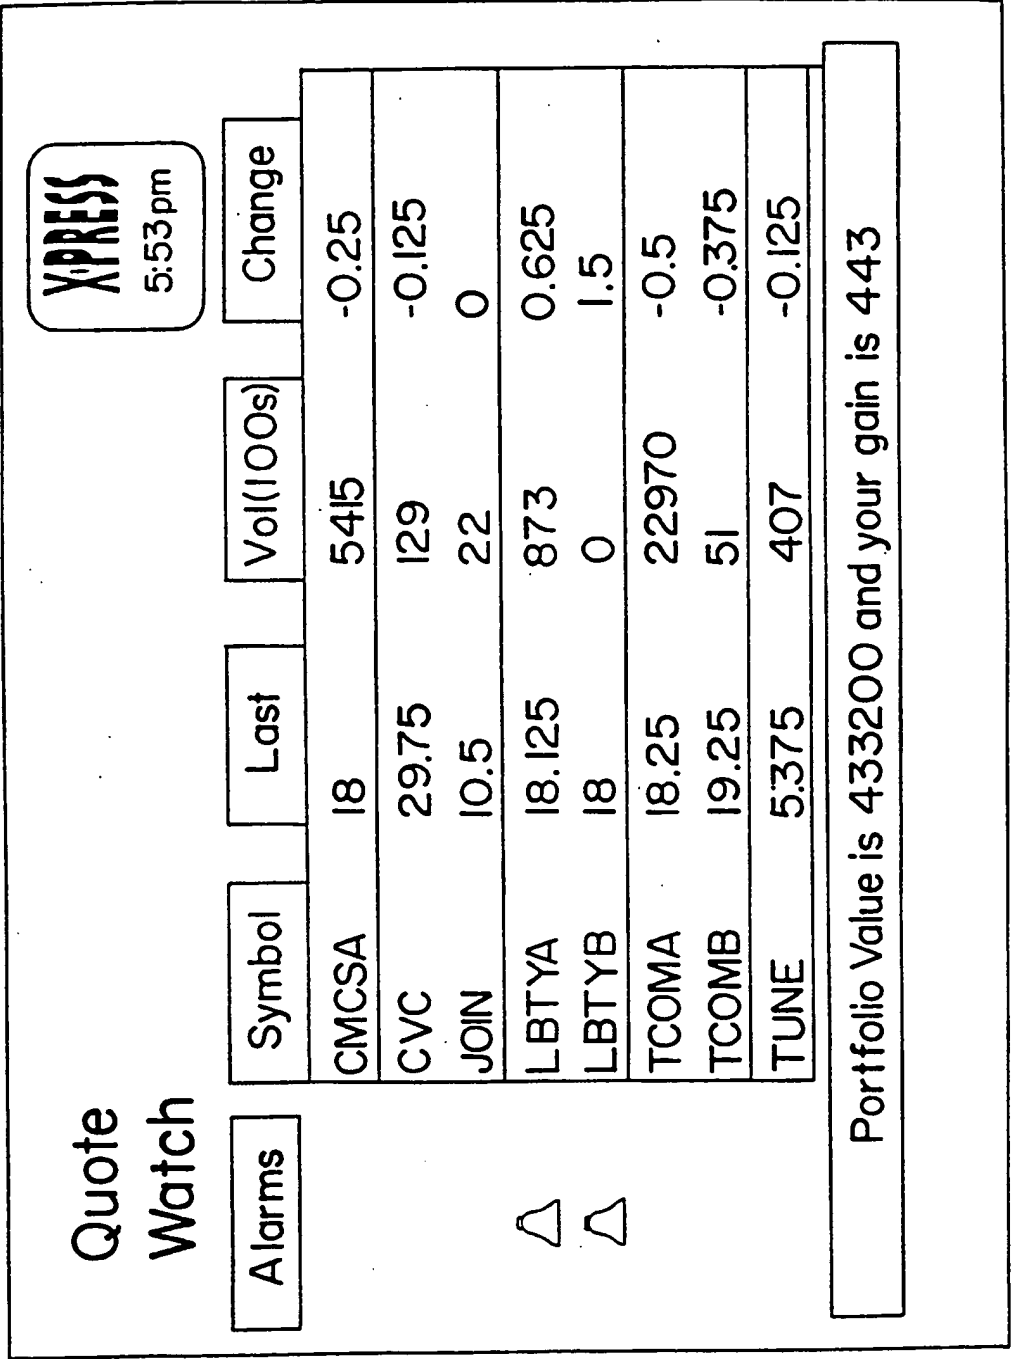 Quote
Watch
X·PRESS
5:53pm
Alarms Symbol Last Vol(100s) Change
CMCSA 18 5415 -0.25
CVC 29.75 129 -0.125
JOIN 10.5 22 0
LBTYA 18.125 873 0.625
LBTYB 18 0 1.5
TCOMA 18.25 22970 -0.5
TCOMB 19.25 51 -0.375
TUNE 5.375 407 -0.125
Portfolio Value is 433200 and your gain is 443